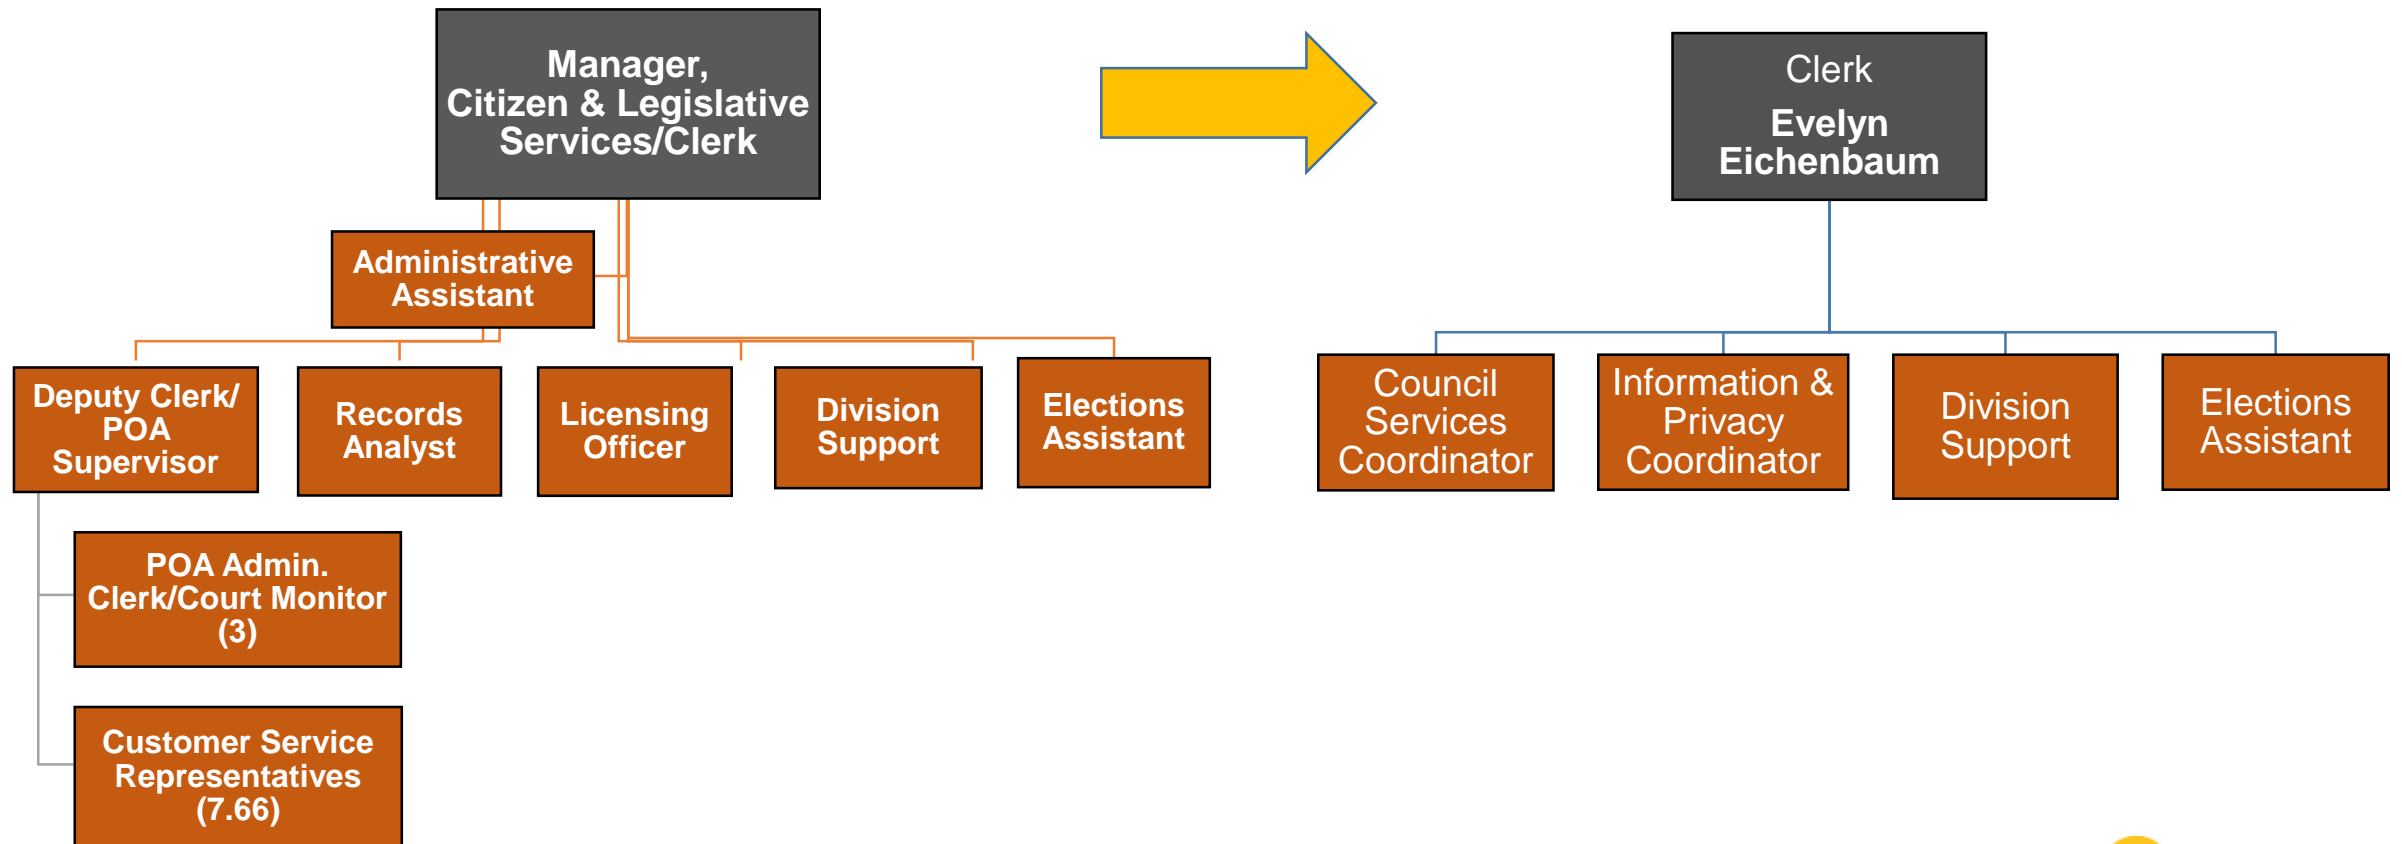 Manager,
Citizen & Legislative
Services/Clerk
Administrative
Assistant
Deputy Clerk/
POA
Supervisor
Records
Analyst
Licensing
Officer
Division
Support
Elections
Assistant
POA Admin.
Clerk/Court Monitor
(3)
Customer Service
Representatives
(7.66)
Clerk
Evelyn
Eichenbaum
Council
Services
Coordinator
Information &
Privacy
Coordinator
Division
Support
Elections
Assistant